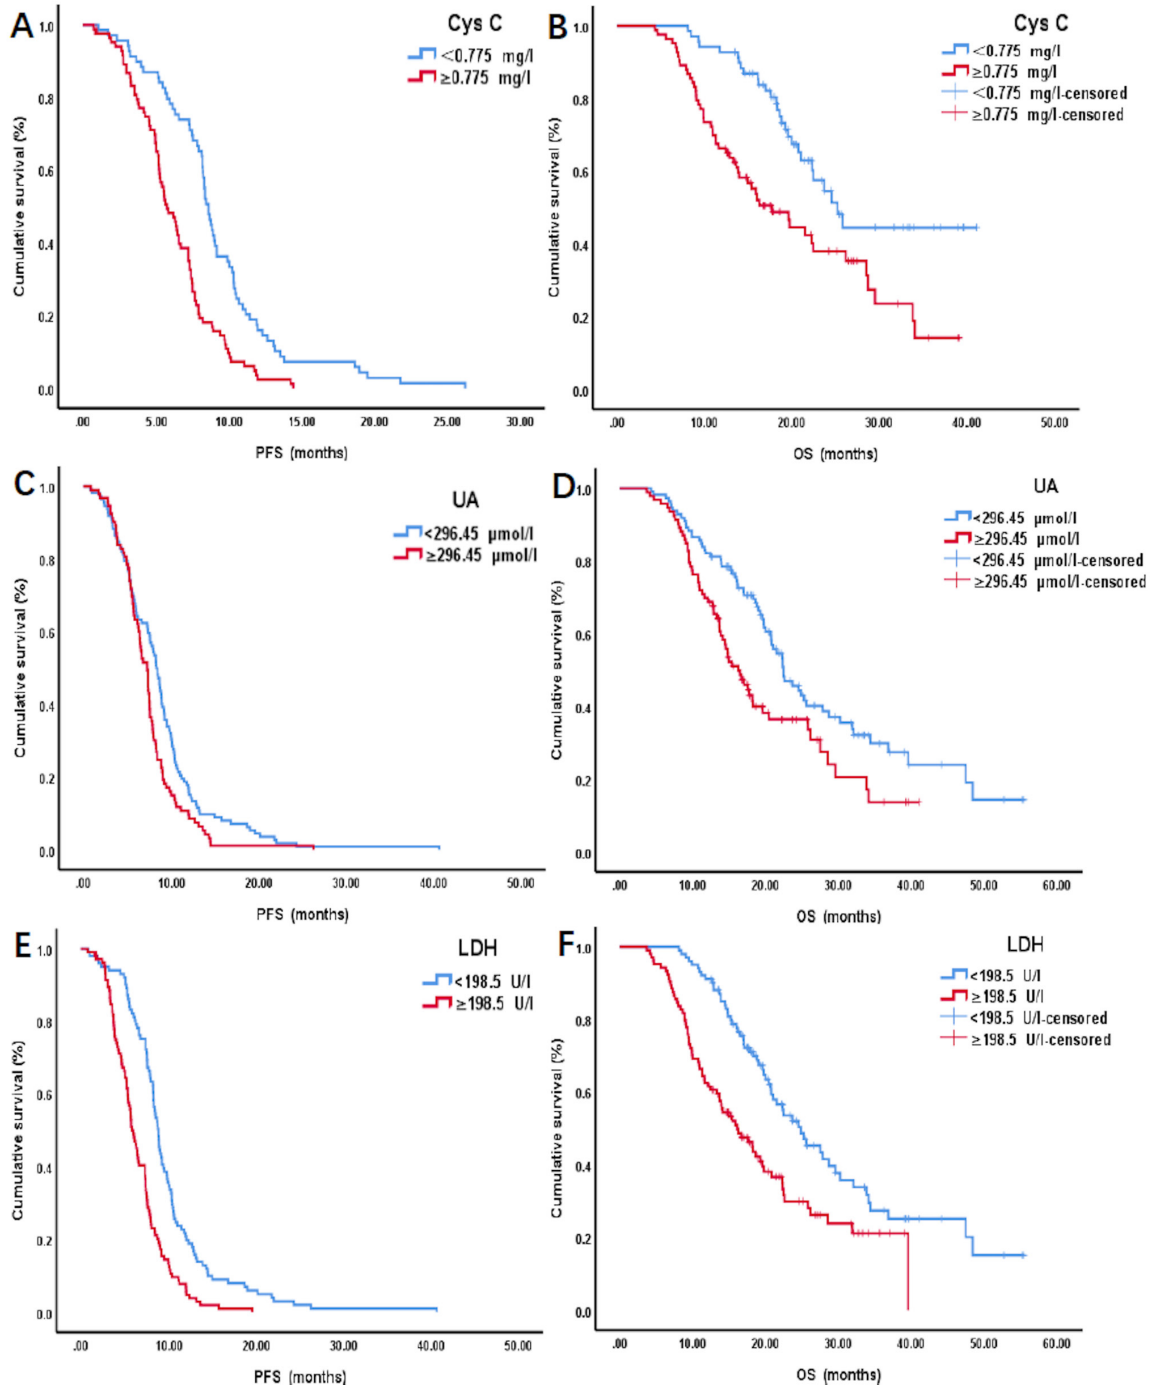 A
Cys C
<0.775 mg/l
≥0.775 mg/l
Cumulative survival (%)
1.0
0.8
0.6
0.4
0.2
0.0
.00 5.00 10.00 15.00 20.00 25.00 30.00
PFS (months)
B
Cys C
<0.775 mg/l
≥0.775 mg/l
<0.775 mg/l-censored
≥0.775 mg/l-censored
Cumulative survival (%)
1.0
0.8
0.6
0.4
0.2
0.0
.00 10.00 20.00 30.00 40.00 50.00
OS (months)
C
UA
<296.45 μmol/l
≥296.45 μmol/l
Cumulative survival (%)
1.0
0.8
0.6
0.4
0.2
0.0
.00 10.00 20.00 30.00 40.00 50.00
PFS (months)
D
UA
<296.45 μmol/l
≥296.45 μmol/l
<296.45 μmol/l-censored
≥296.45 μmol/l-censored
Cumulative survival (%)
1.0
0.8
0.6
0.4
0.2
0.0
.00 10.00 20.00 30.00 40.00 50.00 60.00
OS (months)
E
LDH
<198.5 U/l
≥198.5 U/l
Cumulative survival (%)
1.0
0.8
0.6
0.4
0.2
0.0
.00 10.00 20.00 30.00 40.00 50.00
PFS (months)
F
LDH
<198.5 U/l
≥198.5 U/l
<198.5 U/l-censored
≥198.5 U/l-censored
Cumulative survival (%)
1.0
0.8
0.6
0.4
0.2
0.0
.00 10.00 20.00 30.00 40.00 50.00 60.00
OS (months)